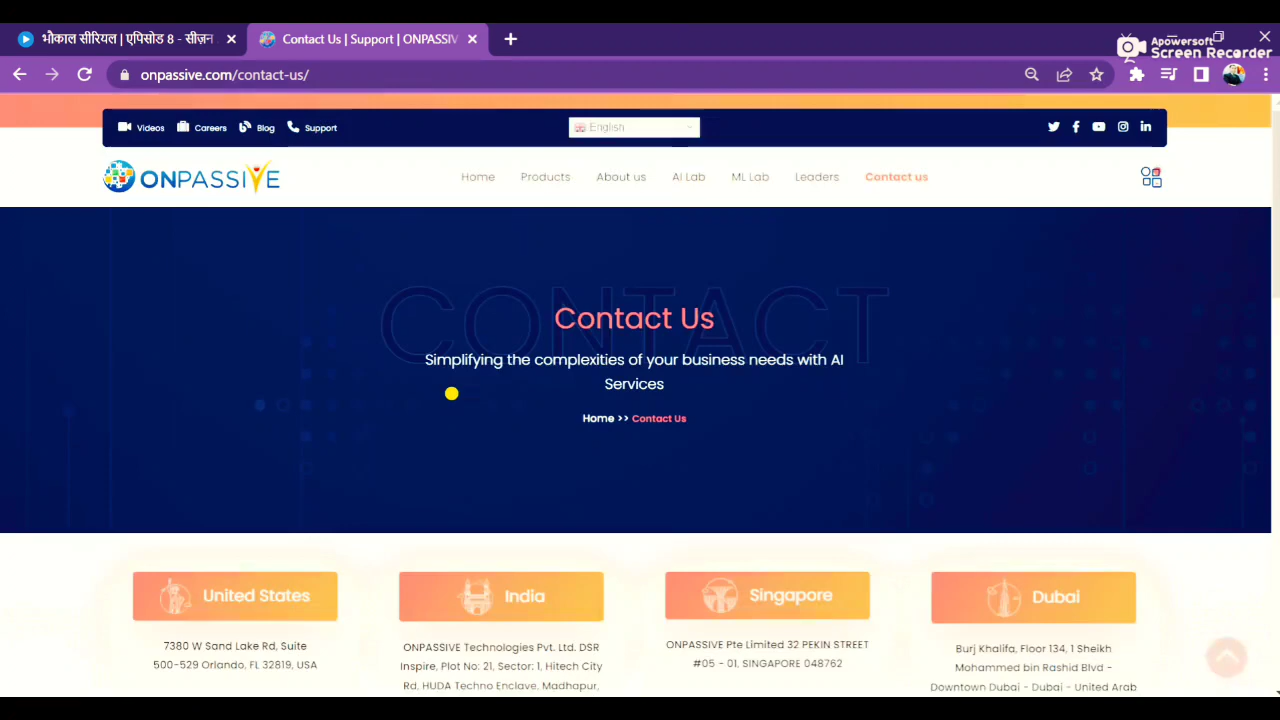 भौकाल सीरियल | एपिसोड 8 - सीज़न
Contact Us | Support | ONPASSIV
Apowersoft
Screen Recorder
onpassive.com/contact-us/
Videos Careers Blog Support
English
ONPASSIVE
Home Products About us AI Lab ML Lab Leaders Contact us
CONTACT
Contact Us
Simplifying the complexities of your business needs with AI
Services
Home >> Contact Us
United States
7380 W Sand Lake Rd, Suite
500-529 Orlando, FL 32819, USA
India
ONPASSIVE Technologies Pvt. Ltd. DSR
Inspire, Plot No: 21, Sector: 1, Hitech City
Rd, HUDA Techno Enclave, Madhapur,
Singapore
ONPASSIVE Pte Limited 32 PEKIN STREET
#05 - 01, SINGAPORE 048762
Dubai
Burj Khalifa, Floor 134, 1 Sheikh
Mohammed bin Rashid Blvd -
Downtown Dubai - Dubai - United Arab